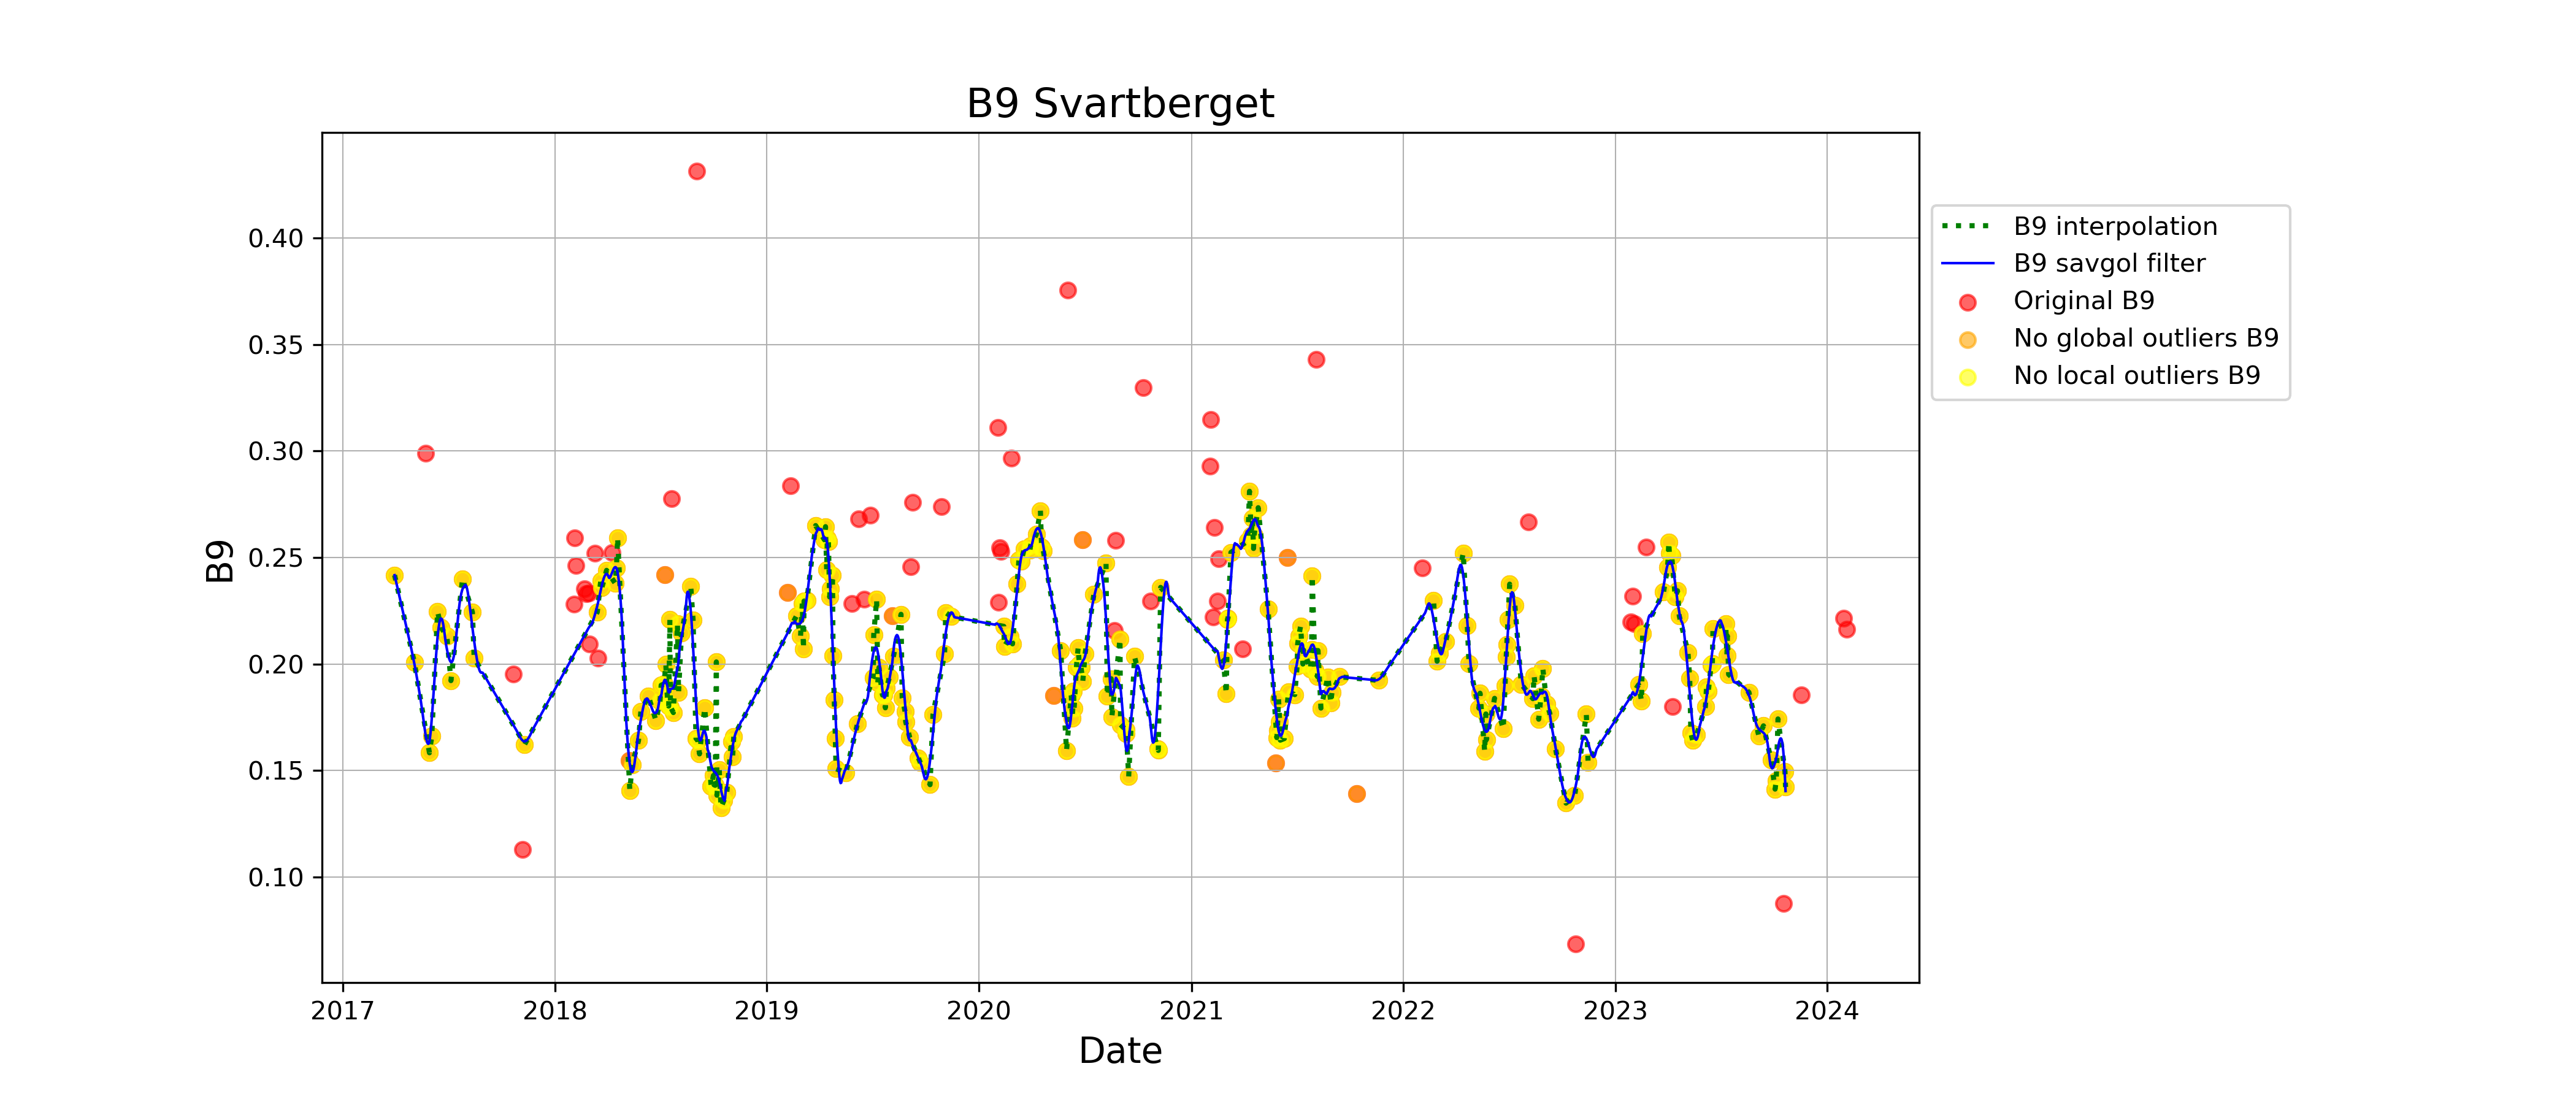 B9 Svartberget
B9
0.40
0.35
0.30
0.25
0.20
0.15
0.10
2017 2018 2019 2020 2021 2022 2023 2024
Date
B9 interpolation
B9 savgol filter
Original B9
No global outliers B9
No local outliers B9